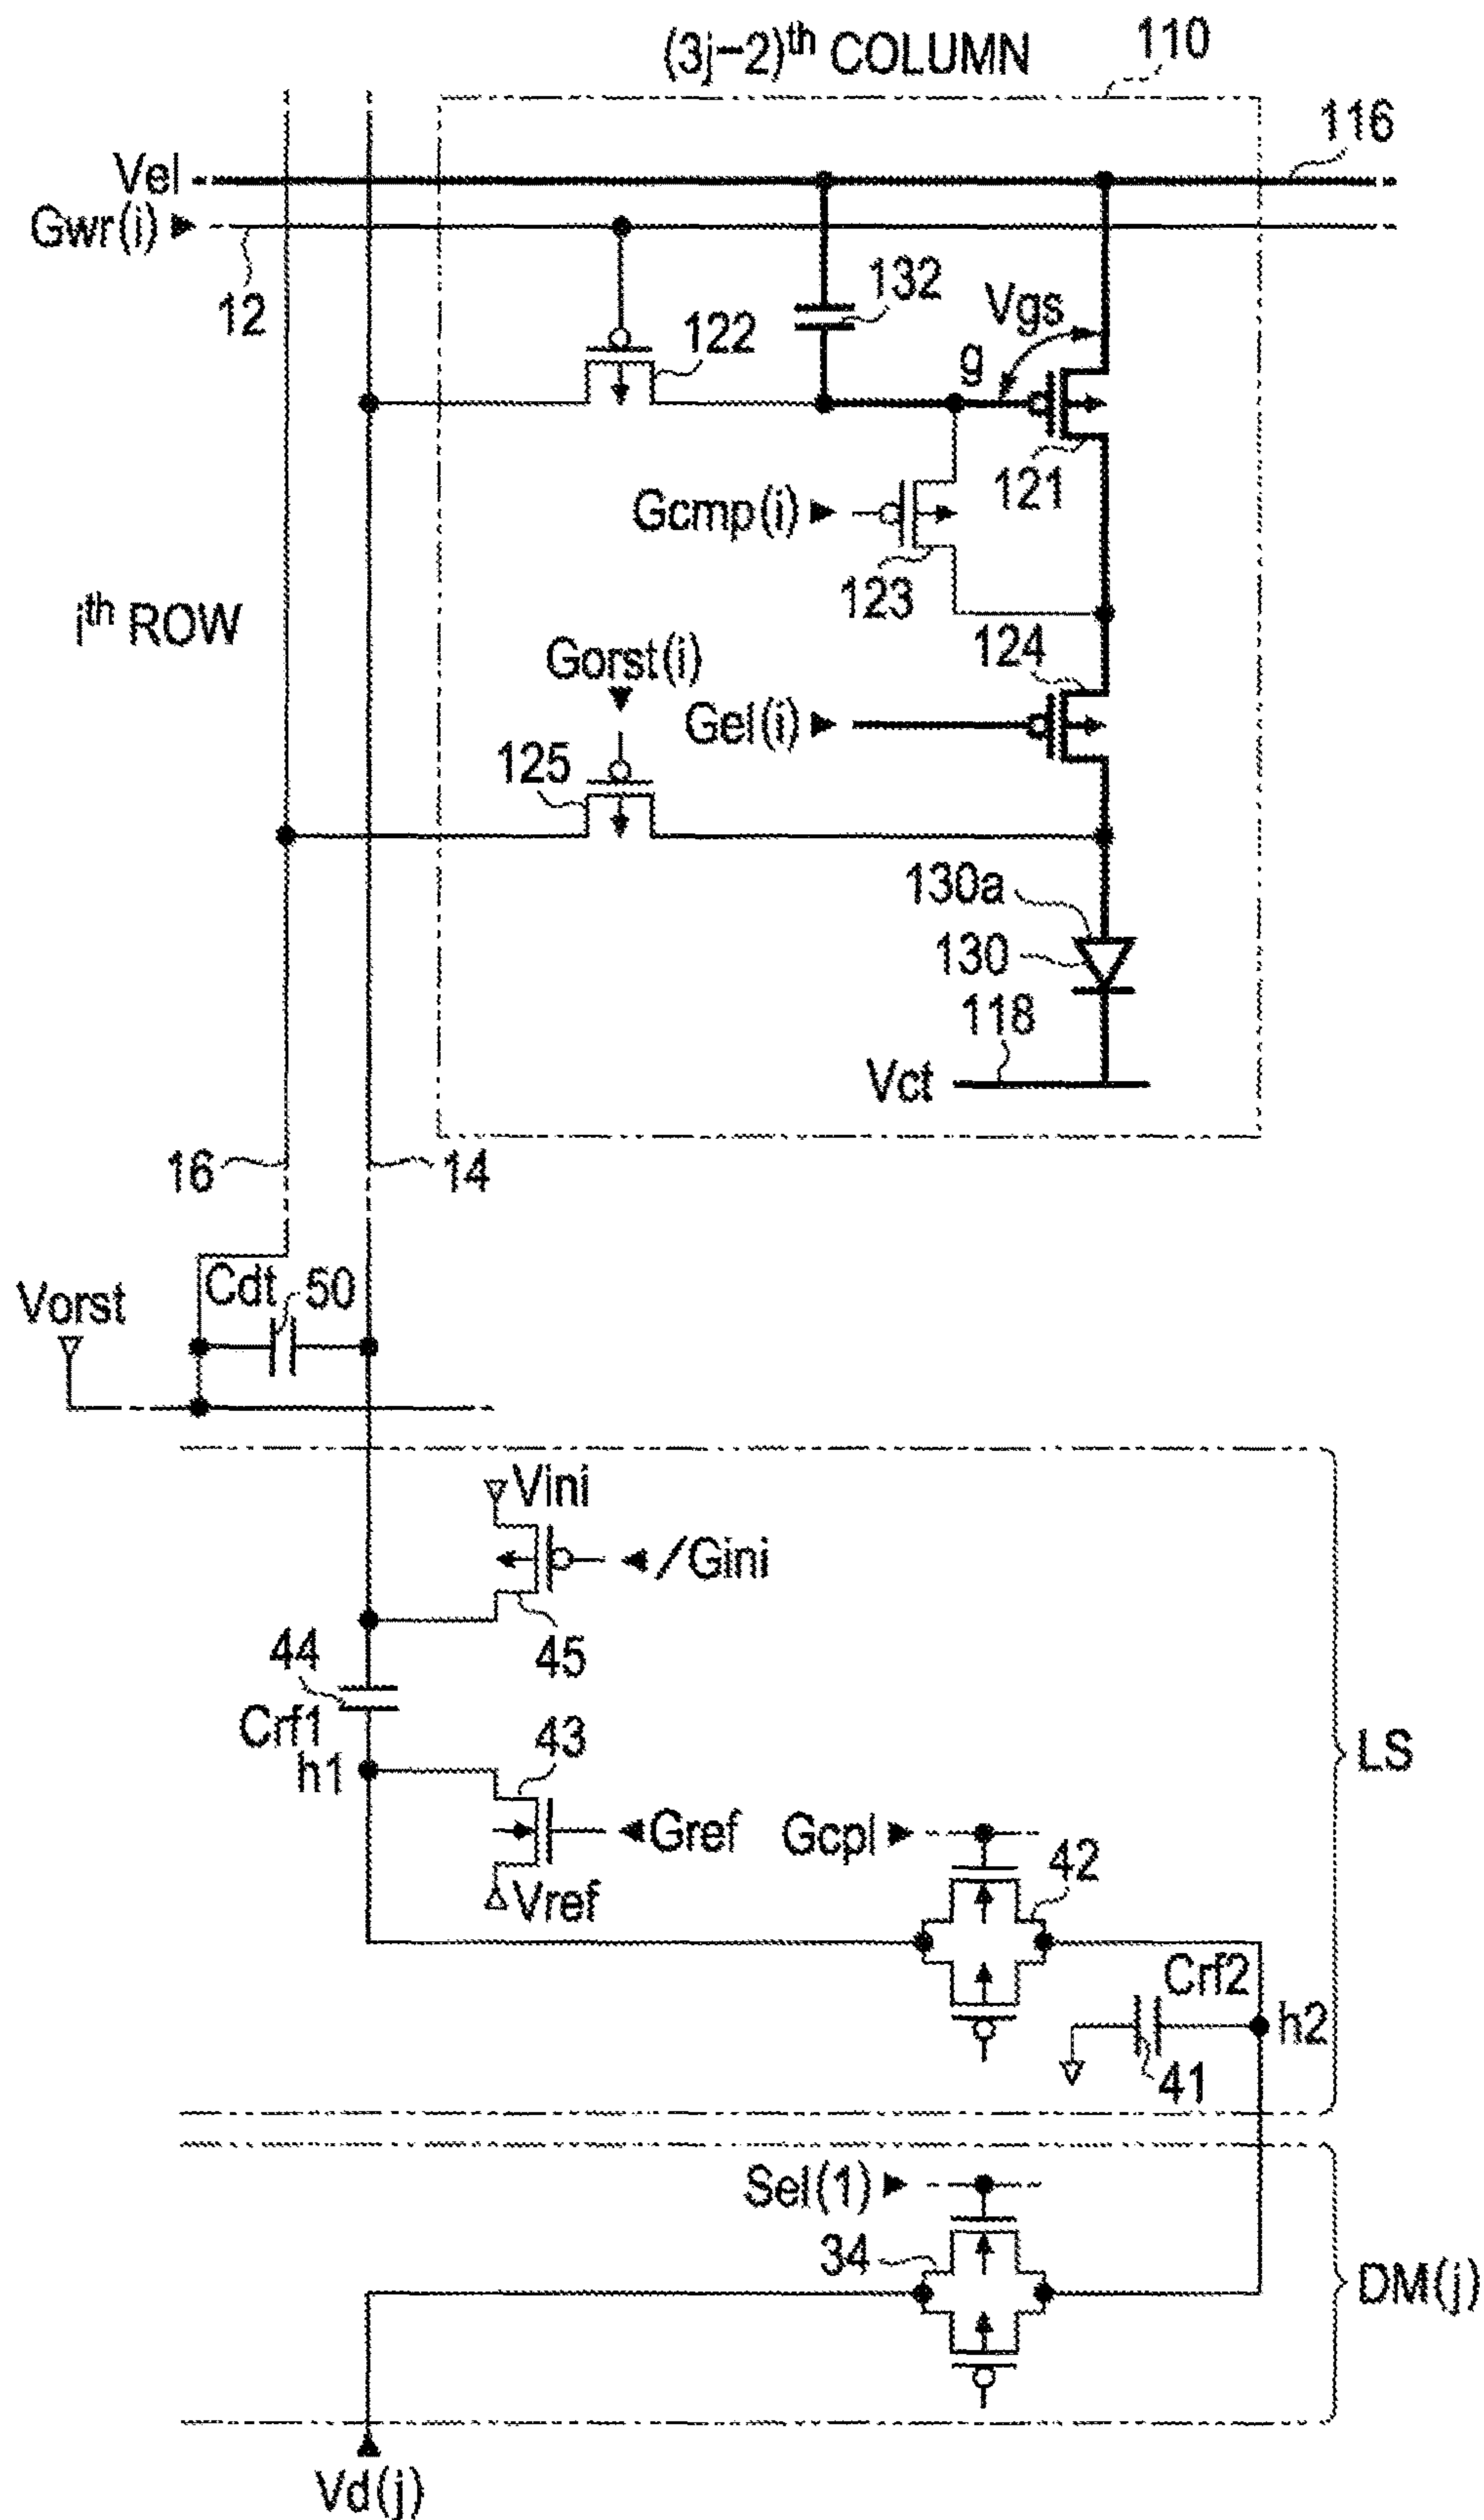 (3j-2)th COLUMN
110
116
Vel
Gwr(i)
12
132
Vgs
122
g
121
Gcmp(i)
123
ith ROW
124
Gorst(i)
Gel(i)
125
130a
130
118
Vct
16
14
Cdt
50
Vorst
Vini
/Gini
44
45
Crf1
43
h1
LS
Gref
Gcpl
42
Vref
Crf2
h2
41
Sel(1)
34
DM(j)
Vd(j)